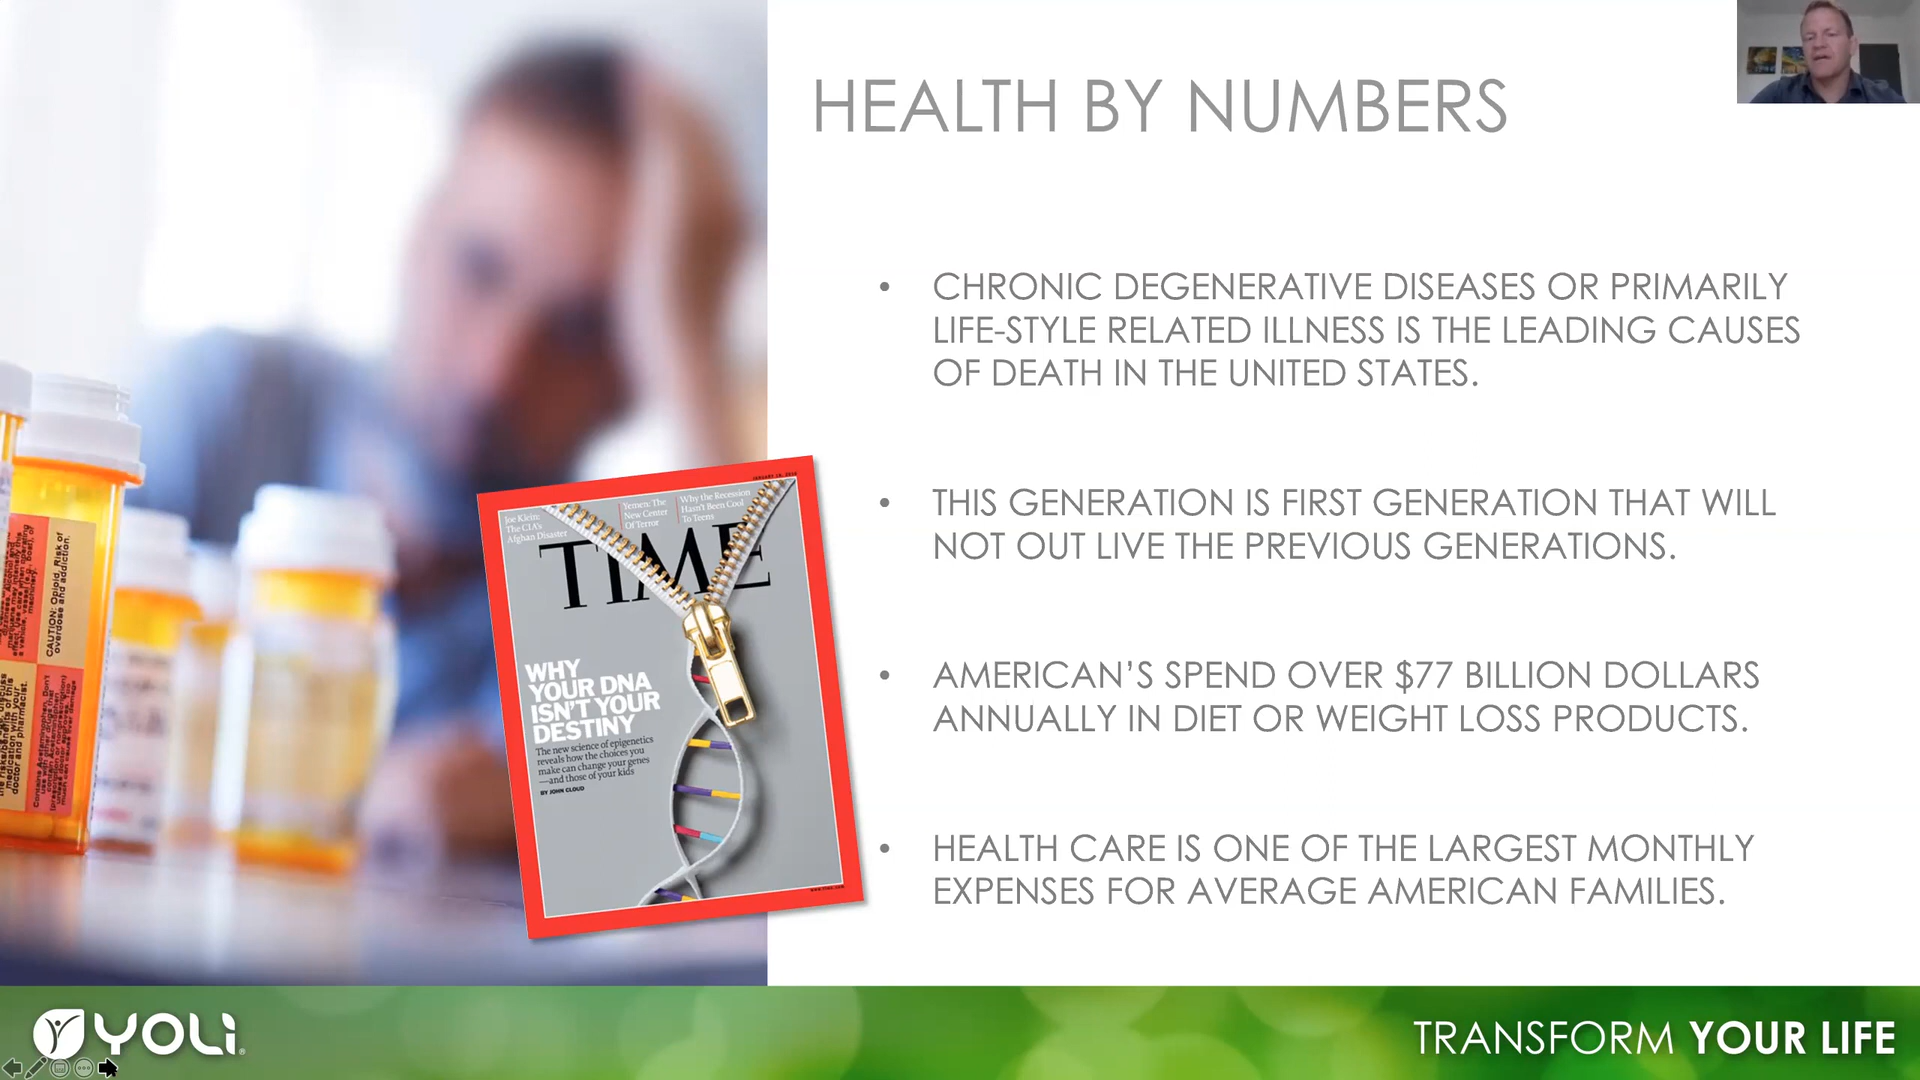 HEALTH BY NUMBERS
• CHRONIC DEGENERATIVE DISEASES OR PRIMARILY
LIFE-STYLE RELATED ILLNESS IS THE LEADING CAUSES
OF DEATH IN THE UNITED STATES.
• THIS GENERATION IS FIRST GENERATION THAT WILL
NOT OUT LIVE THE PREVIOUS GENERATIONS.
• AMERICAN’S SPEND OVER $77 BILLION DOLLARS
ANNUALLY IN DIET OR WEIGHT LOSS PRODUCTS.
• HEALTH CARE IS ONE OF THE LARGEST MONTHLY
EXPENSES FOR AVERAGE AMERICAN FAMILIES.
Joe Klein:
The CIA's
Afghan Disaster
Yemen: The
New Center
Of Terror
Why the Recession
Hasn't Been Cool
To Teens
TIME
WHY
YOUR DNA
ISN'T YOUR
DESTINY
The new science of epigenetics
reveals how the choices you
make can change your genes
—and those of your kids
BY JOHN CLOUD
CAUTION: Opioid. Risk of
overdose and addiction.
medication with your
doctor and pharmacist.
YOLI
TRANSFORM YOUR LIFE